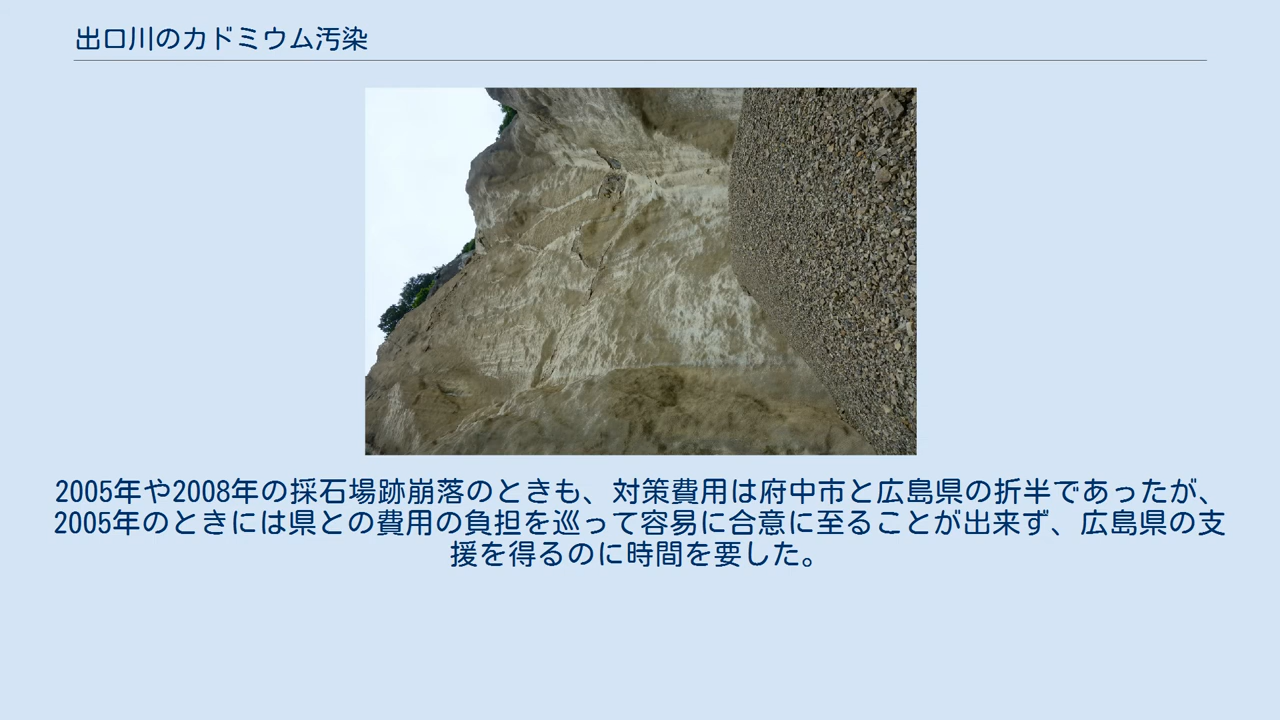 出口川のカドミウム汚染
2005年や2008年の採石場跡崩落のときも、対策費用は府中市と広島県の折半であったが、
2005年のときには県との費用の負担を巡って容易に合意に至ることが出来ず、広島県の支
援を得るのに時間を要した。